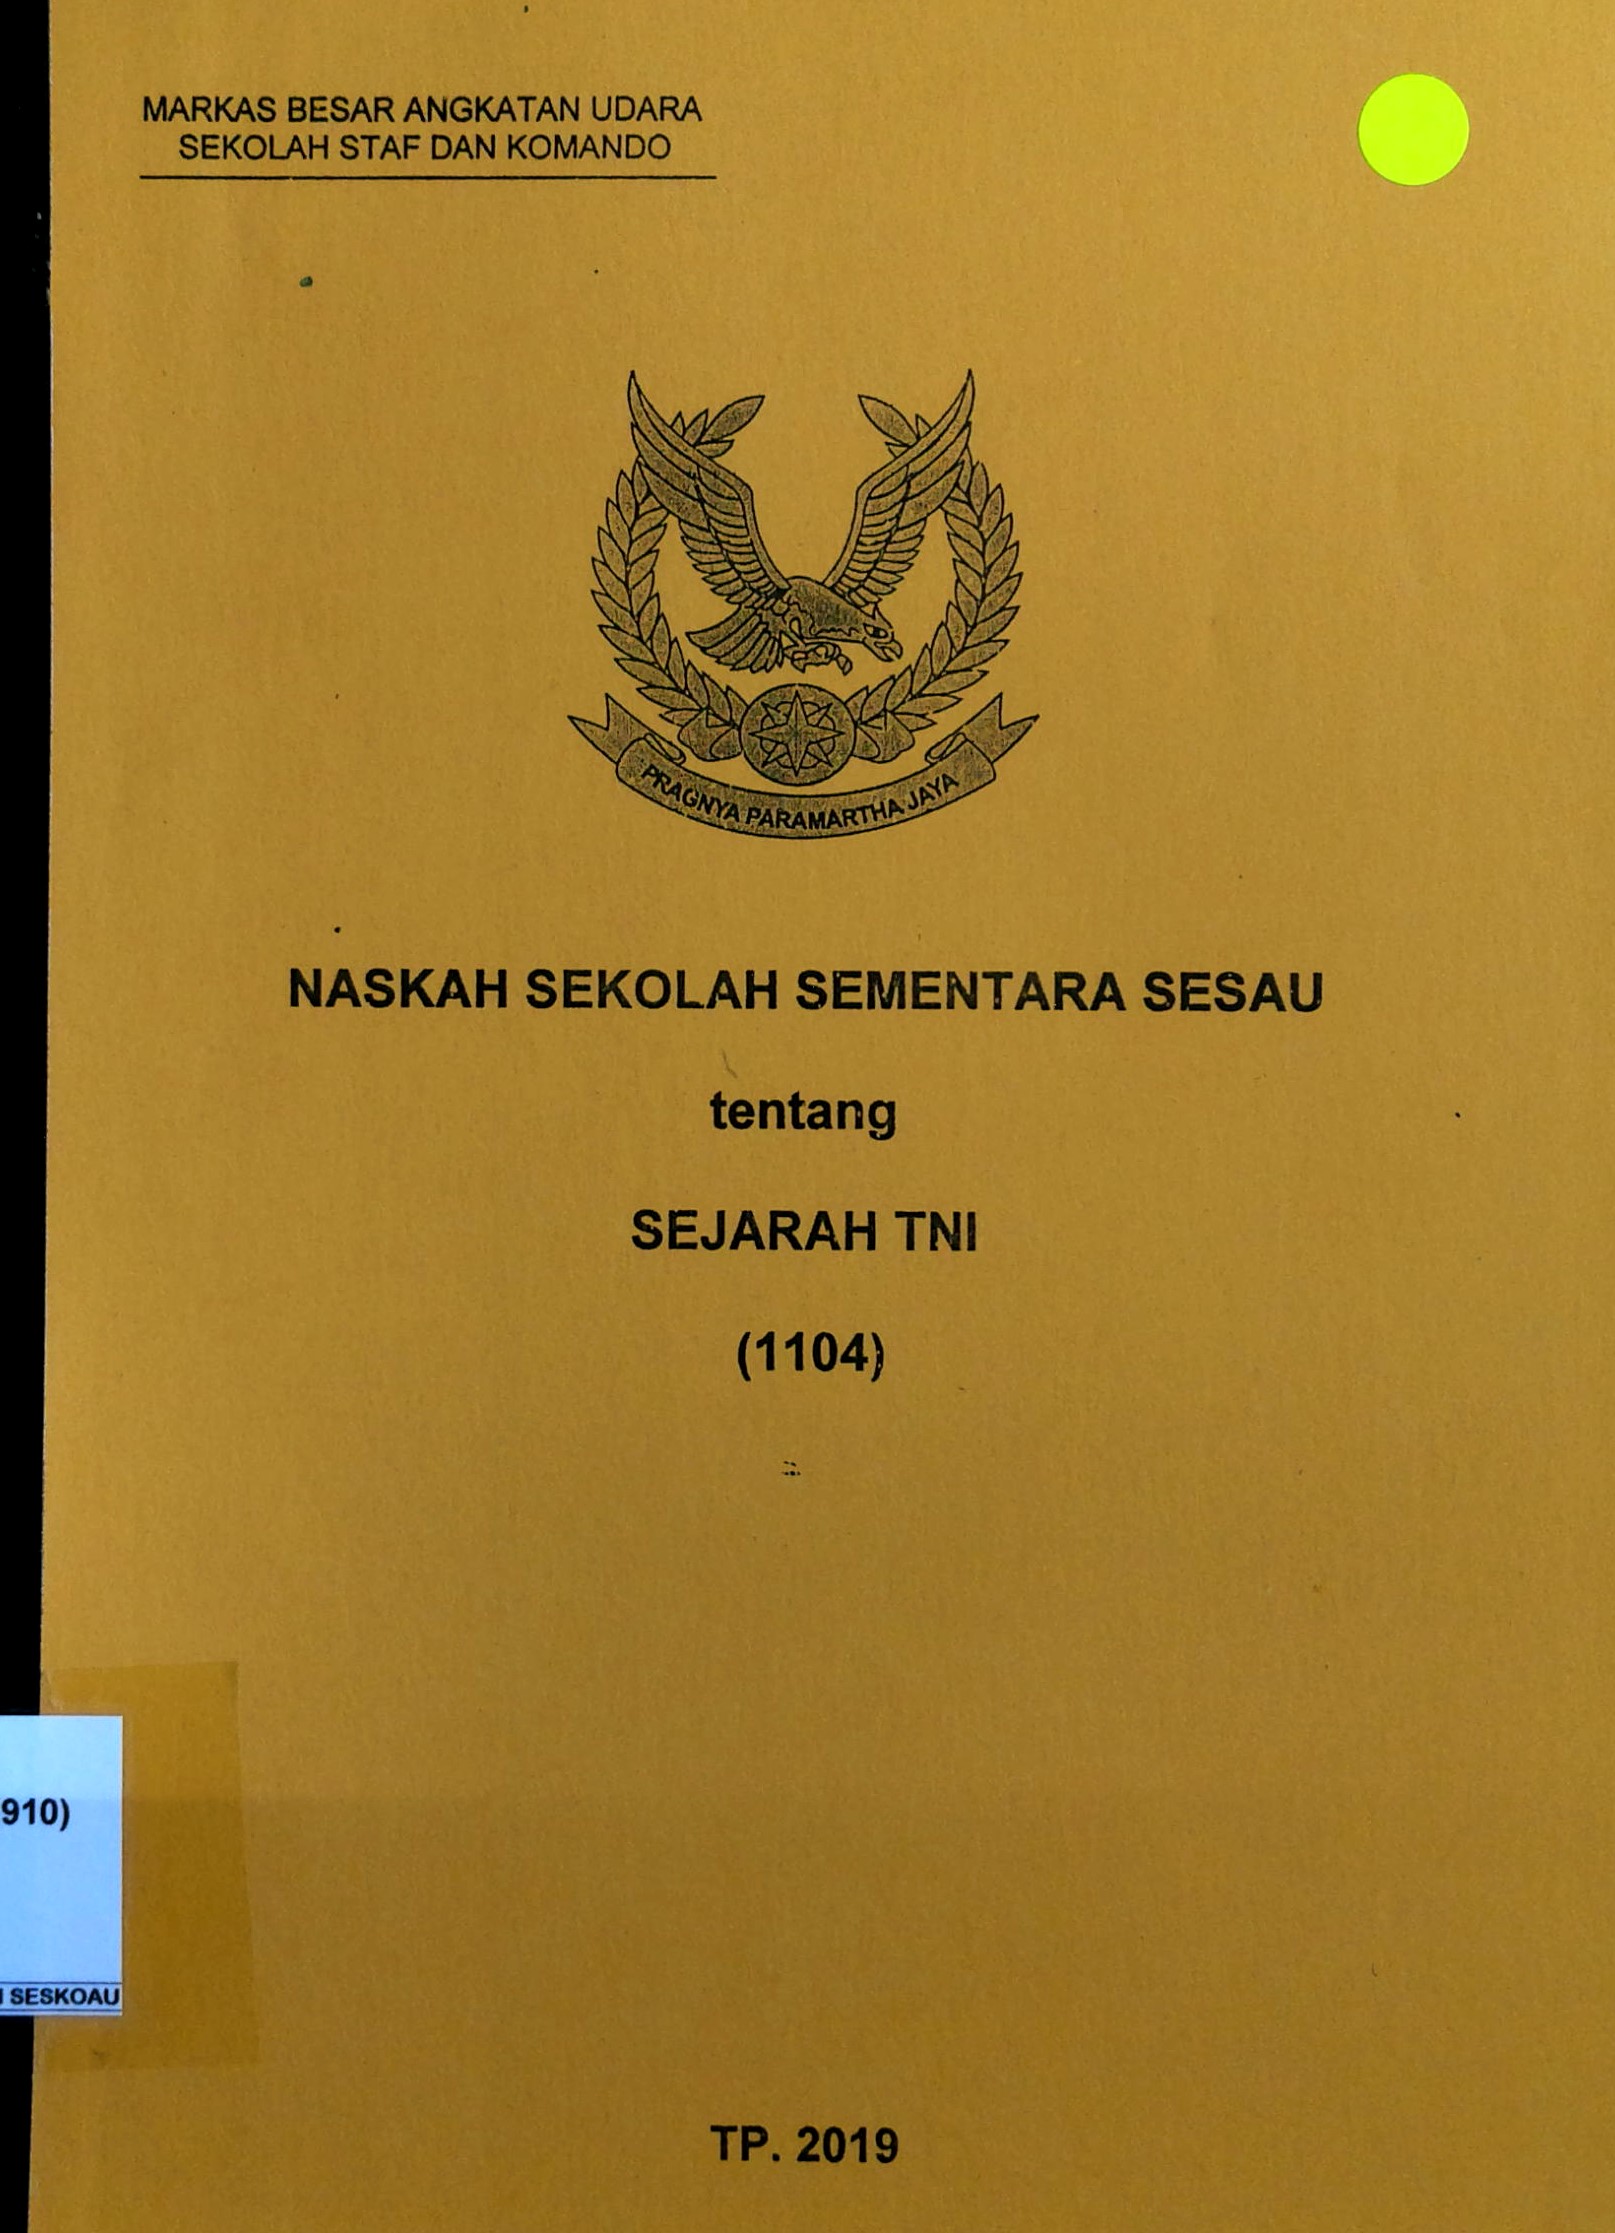 MARKAS BESAR ANGKATAN UDARA
SEKOLAH STAF DAN KOMANDO
PRAGNYA PARAMARTHA JAYA
NASKAH SEKOLAH SEMENTARA SESAU
tentang
SEJARAH TNI
(1104)
910)
SESKOAU
TP. 2019